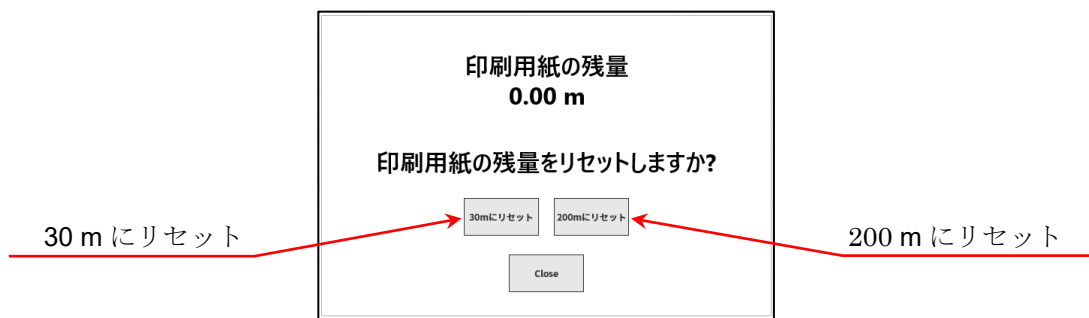 印刷用紙の残量
0.00 m
印刷用紙の残量をリセットしますか?
30mにリセット
200mにリセット
30 m にリセット
200 m にリセット
Close